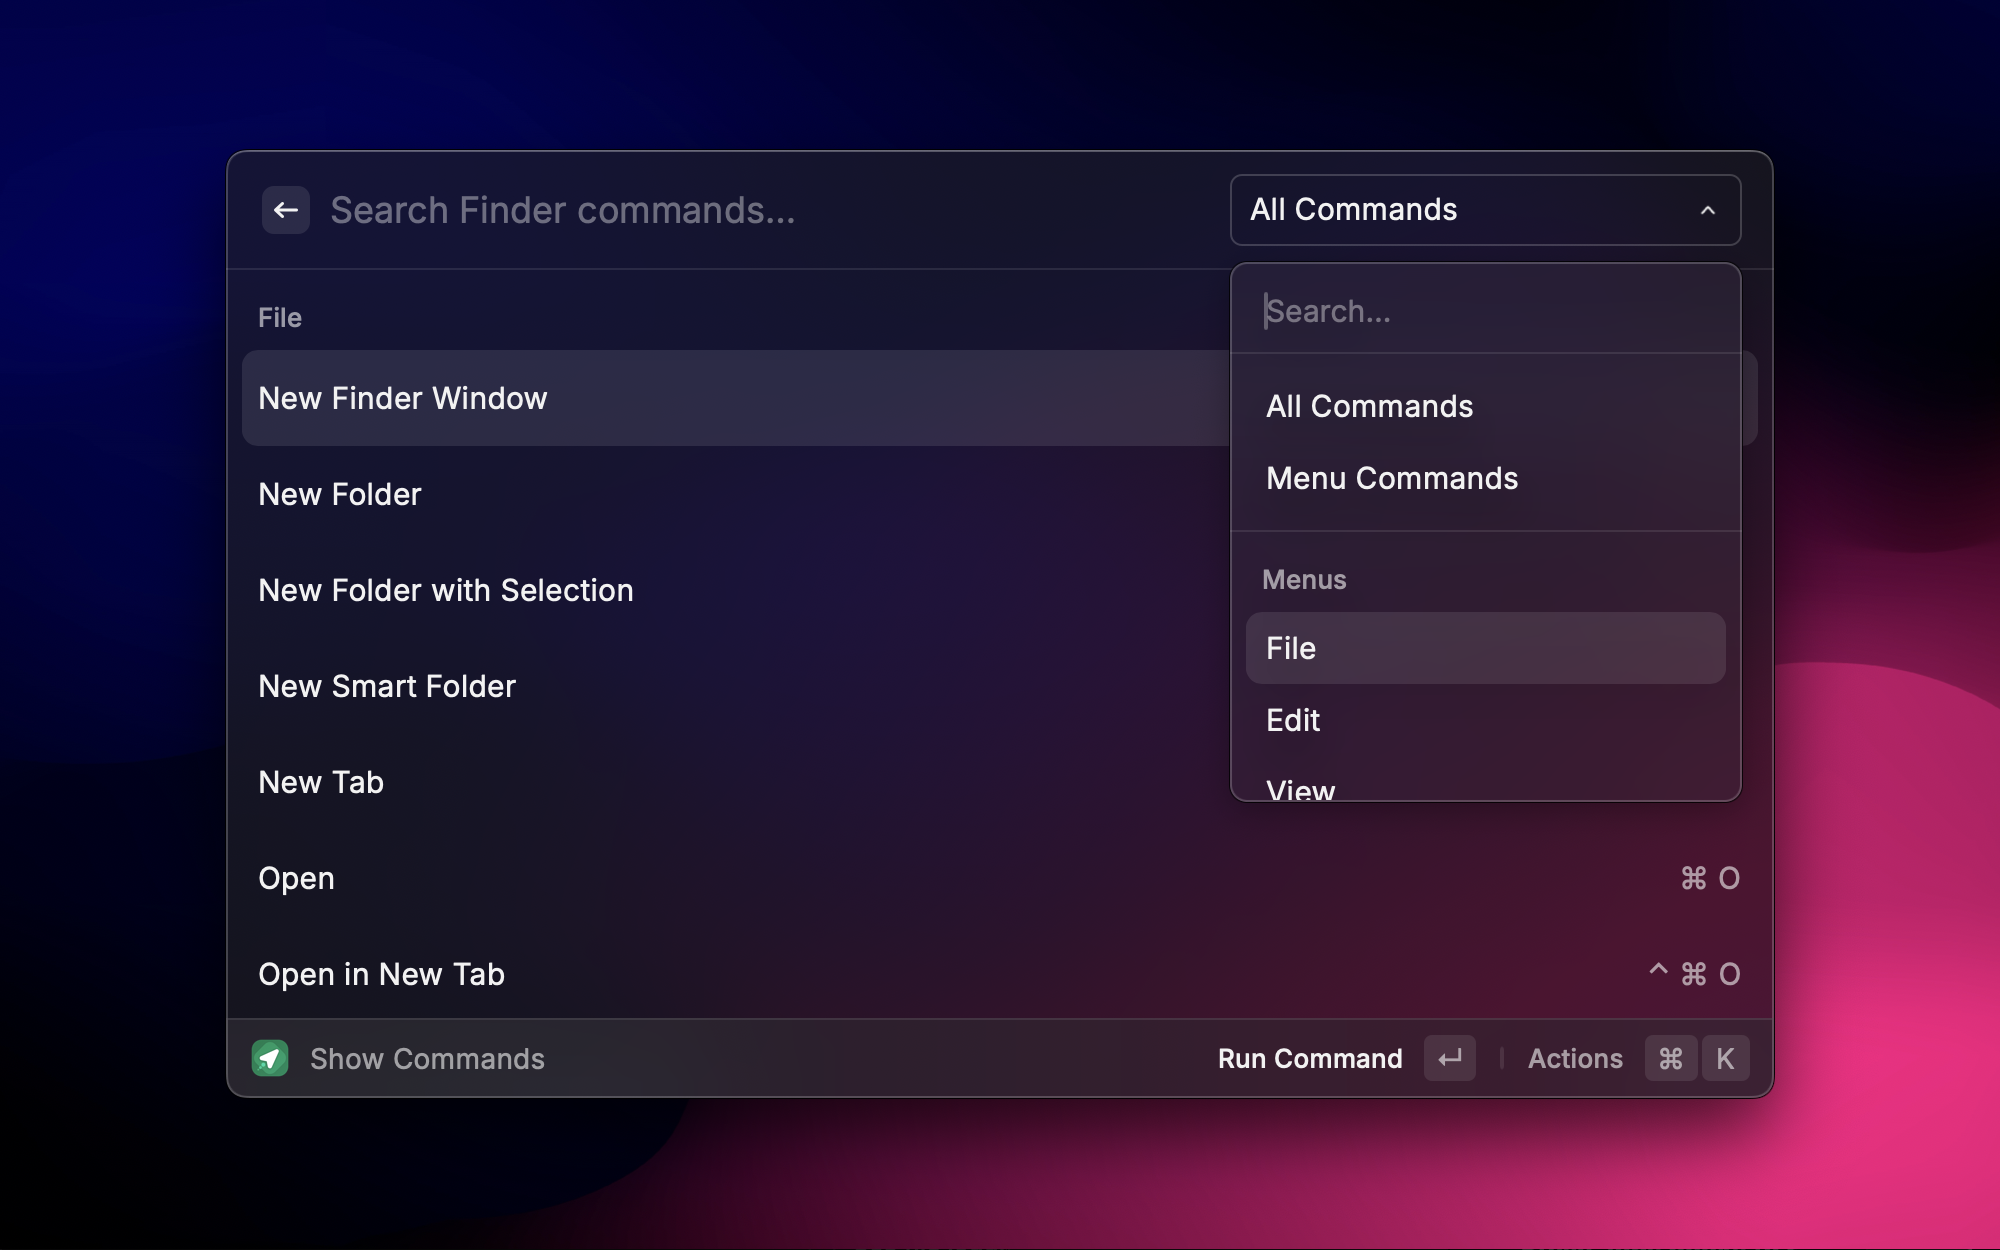 Search Finder commands...
All Commands
Search...
All Commands
Menu Commands
Menus
File
Edit
View
File
New Finder Window
New Folder
New Folder with Selection
New Smart Folder
New Tab
Open
⌘ O
Open in New Tab
^ ⌘ O
Show Commands
Run Command ↵
Actions ⌘ K